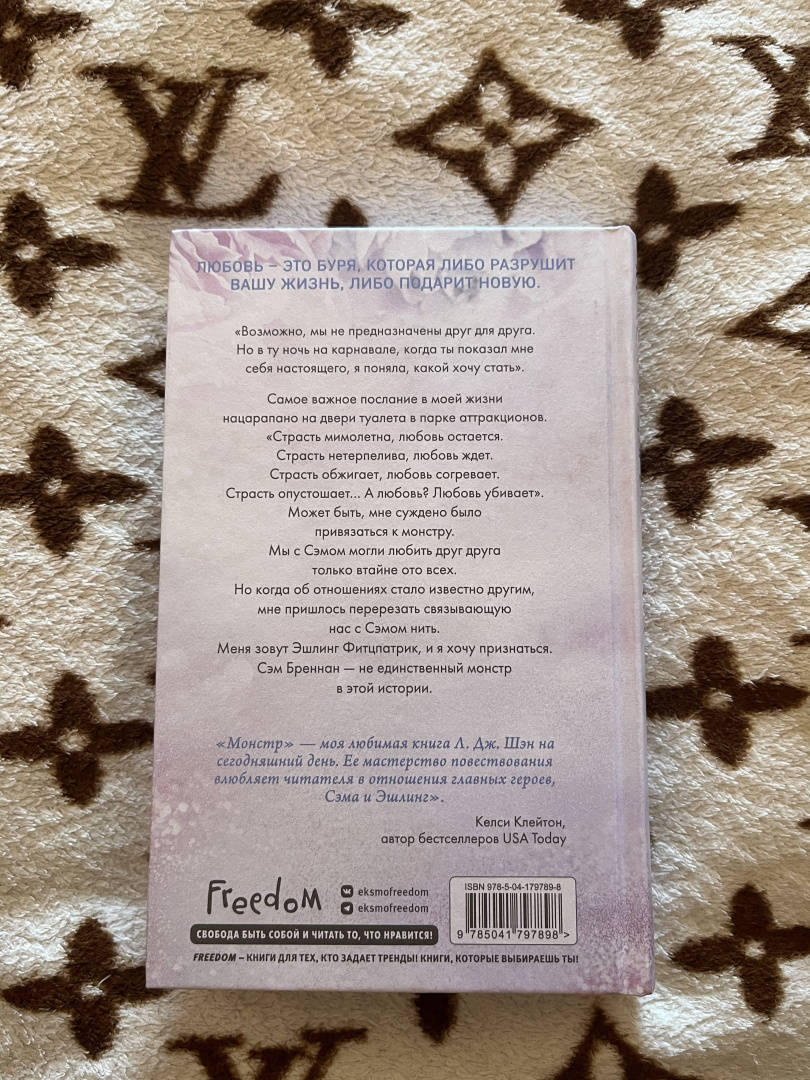 ЛЮБОВЬ – ЭТО БУРЯ, КОТОРАЯ ЛИБО РАЗРУШИТ
ВАШУ ЖИЗНЬ, ЛИБО ПОДАРИТ НОВУЮ.
«Возможно, мы не предназначены друг для друга.
Но в ту ночь на карнавале, когда ты показал мне
себя настоящего, я поняла, какой хочу стать».
Самое важное послание в моей жизни
нацарапано на двери туалета в парке аттракционов.
«Страсть мимолетна, любовь остается.
Страсть нетерпелива, любовь ждет.
Страсть обжигает, любовь согревает.
Страсть опустошает... А любовь? Любовь убивает».
Может быть, мне суждено было
привязаться к монстру.
Мы с Сэмом могли любить друг друга
только втайне ото всех.
Но когда об отношениях стало известно другим,
мне пришлось перерезать связывающую
нас с Сэмом нить.
Меня зовут Эшлинг Фитцпатрик, и я хочу признаться.
Сэм Бреннан — не единственный монстр
в этой истории.
«Монстр» — моя любимая книга Л. Дж. Шэн на
сегодняшний день. Ее мастерство повествования
влюбляет читателя в отношения главных героев,
Сэма и Эшлинг».
Келси Клейтон,
автор бестселлеров USA Today
Freedom
eksmofreedom
eksmofreedom
СВОБОДА БЫТЬ СОБОЙ И ЧИТАТЬ ТО, ЧТО НРАВИТСЯ!
FREEDOM – КНИГИ ДЛЯ ТЕХ, КТО ЗАДАЕТ ТРЕНДЫ! КНИГИ, КОТОРЫЕ ВЫБИРАЕШЬ ТЫ!
ISBN 978-5-04-179789-8
9 785041 797898 >
LV
LV
LV
LV